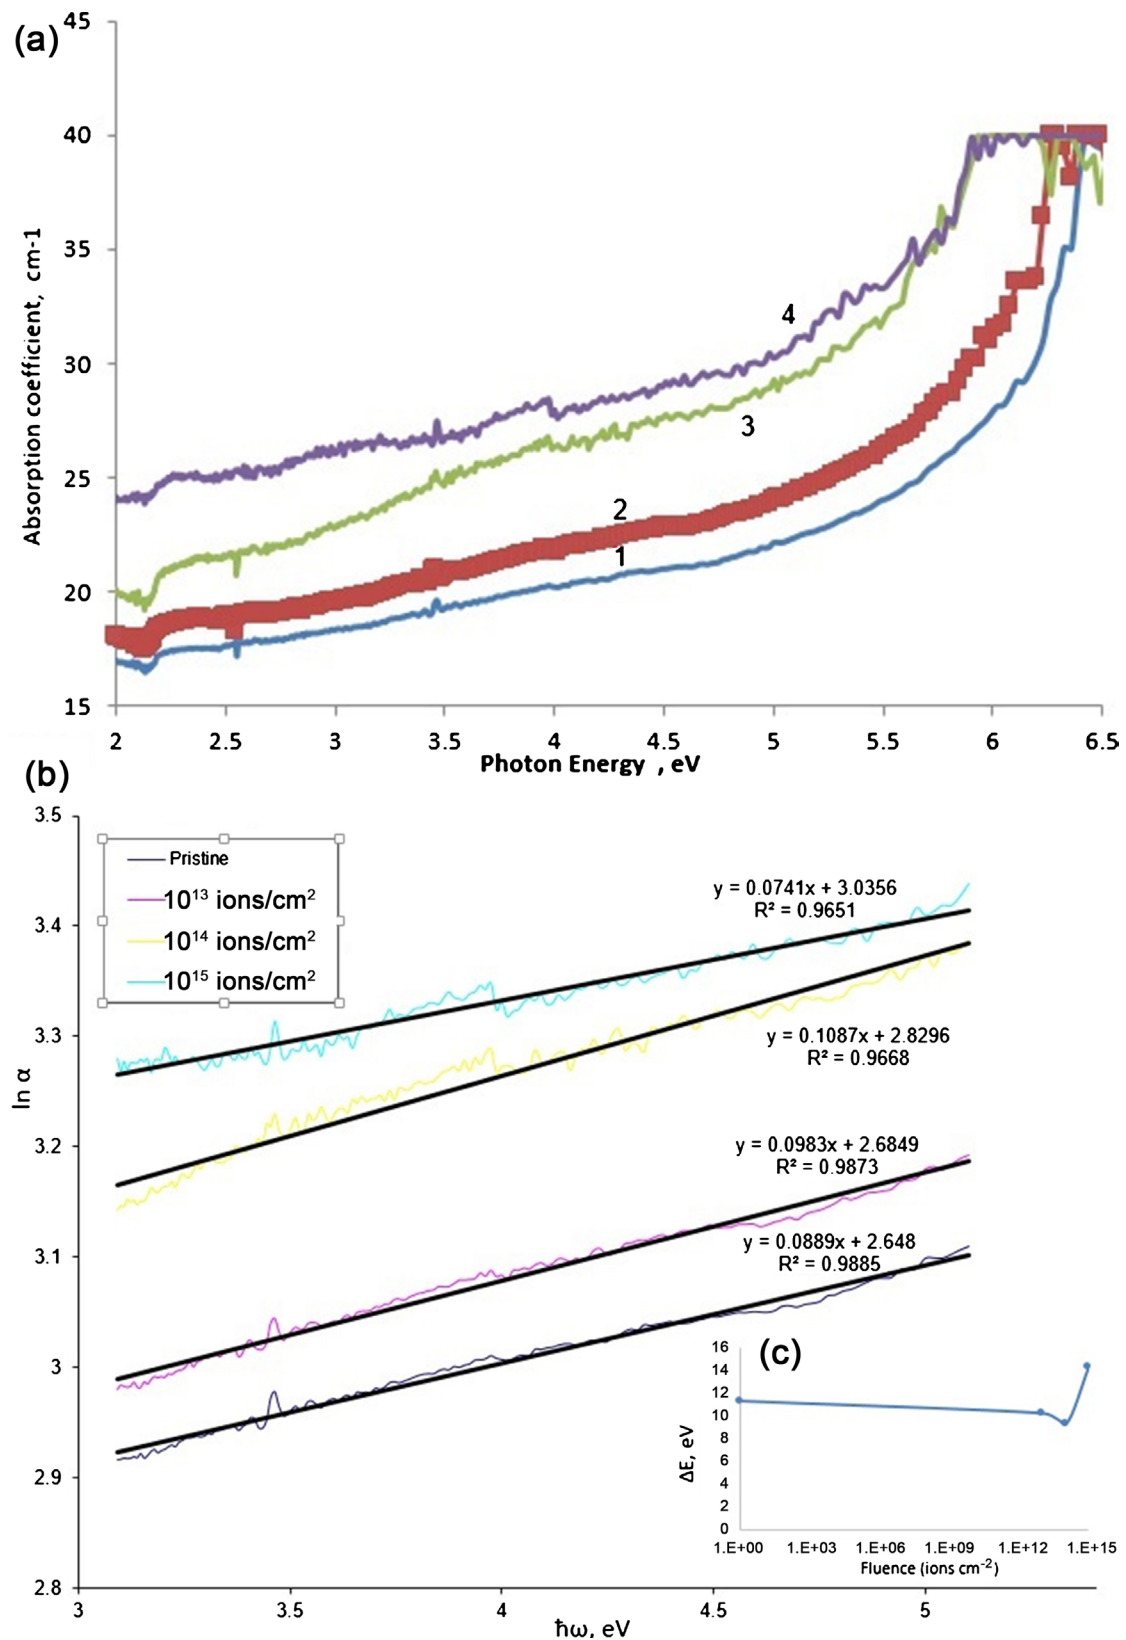 (a)
45
40
35
30
25
20
15
Absorption coefficient, cm-1
4
3
2
1
2 2.5 3 3.5 4 4.5 5 5.5 6 6.5
Photon Energy , eV
(b)
3.5
3.4
3.3
3.2
3.1
3
2.9
2.8
ln α
Pristine
10¹³ ions/cm²
10¹⁴ ions/cm²
10¹⁵ ions/cm²
y = 0.0741x + 3.0356
R² = 0.9651
y = 0.1087x + 2.8296
R² = 0.9668
y = 0.0983x + 2.6849
R² = 0.9873
y = 0.0889x + 2.648
R² = 0.9885
(c)
16
14
12
10
8
6
4
2
0
ΔE, eV
1.E+00 1.E+03 1.E+06 1.E+09 1.E+12 1.E+15
Fluence (ions cm⁻²)
3 3.5 4 4.5 5
ħω, eV